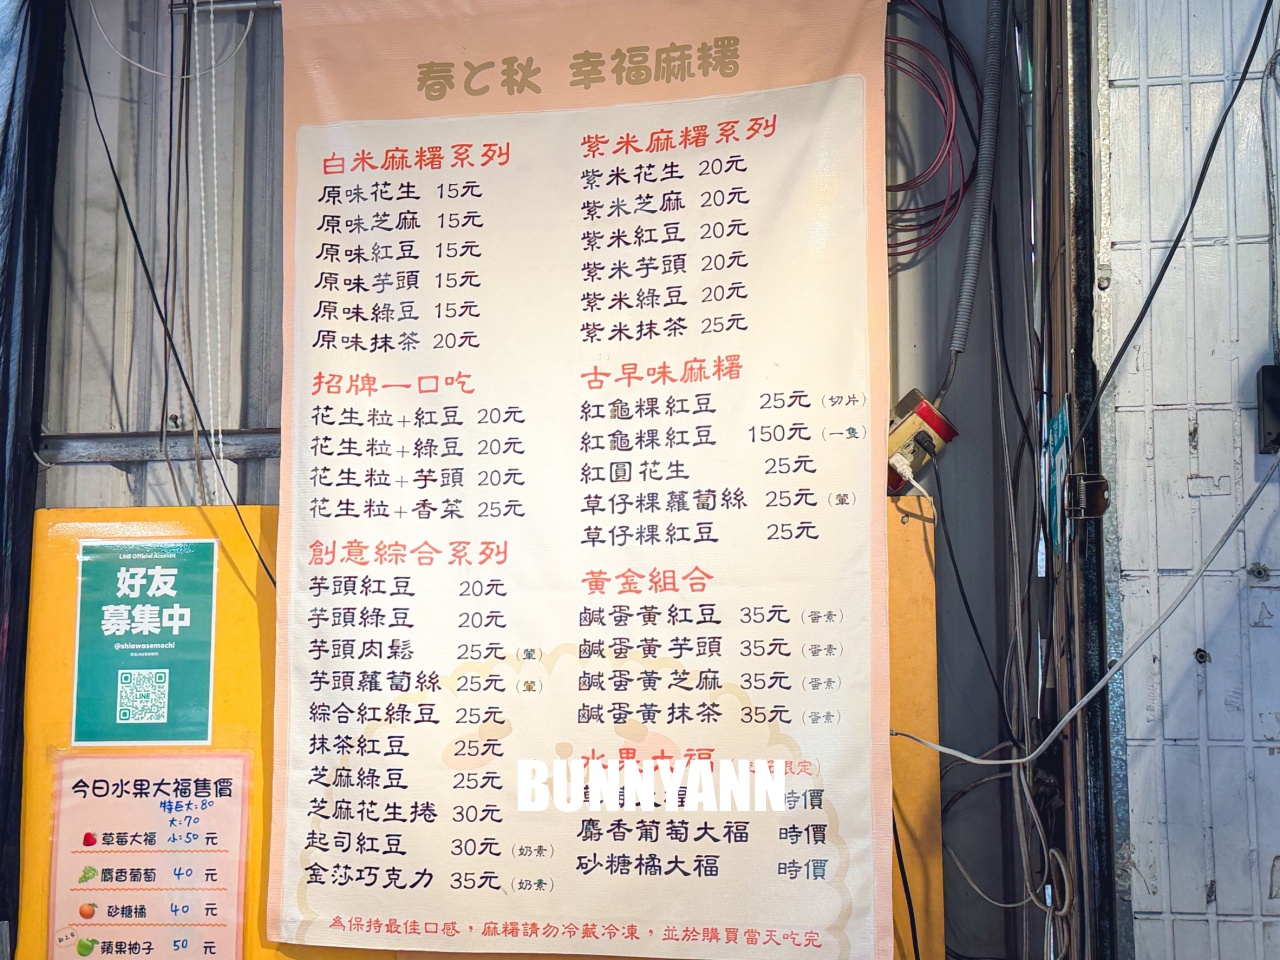 春と秋 幸福麻糬
白米麻糬系列
原味花生 15元
原味芝麻 15元
原味紅豆 15元
原味芋頭 15元
原味綠豆 15元
原味抹茶 20元
招牌一口吃
花生粒+紅豆 20元
花生粒+綠豆 20元
花生粒+芋頭 20元
花生粒+香菜 25元
創意綜合系列
芋頭紅豆 20元
芋頭綠豆 20元
芋頭肉鬆 25元(葷)
芋頭蘿蔔絲 25元(葷)
綜合紅綠豆 25元
抹茶紅豆 25元
芝麻綠豆 25元
芝麻花生捲 30元
起司紅豆 30元(奶素)
金莎巧克力 35元(奶素)
紫米麻糬系列
紫米花生 20元
紫米芝麻 20元
紫米紅豆 20元
紫米芋頭 20元
紫米綠豆 20元
紫米抹茶 25元
古早味麻糬
紅龜粿紅豆 25元(切片)
紅龜粿紅豆 150元(一隻)
紅圓花生 25元
草仔粿蘿蔔絲 25元(葷)
草仔粿紅豆 25元
黃金組合
鹹蛋黃紅豆 35元(蛋素)
鹹蛋黃芋頭 35元(蛋素)
鹹蛋黃芝麻 35元(蛋素)
鹹蛋黃抹茶 35元(蛋素)
水果大福 限定)
時價
麝香葡萄大福 時價
砂糖橘大福 時價
為保持最佳口感，麻糬請勿冷藏冷凍，並於購買當天吃完
BUNNYANN
LINE Official Account
好友
募集中
@shiawasemochi
LINE
今日水果大福售價
特巨大:80
大:70
草莓大福 小:50 元
麝香葡萄 40 元
砂糖橘 40 元
蘋果柚子 50 元